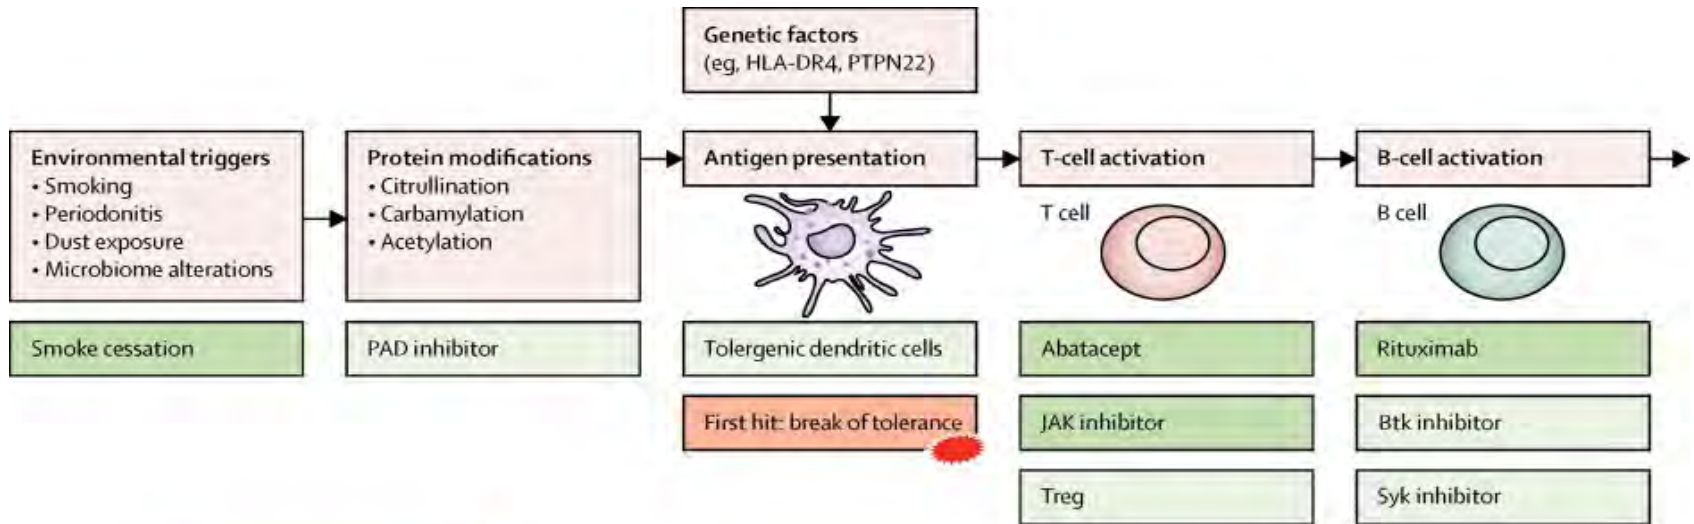 Genetic factors
(eg, HLA-DR4, PTPN22)
Environmental triggers
• Smoking
• Periodonitis
• Dust exposure
• Microbiome alterations
Smoke cessation
Protein modifications
• Citrullination
• Carbamylation
• Acetylation
PAD inhibitor
Antigen presentation
Tolergenic dendritic cells
First hit: break of tolerance
T-cell activation
T cell
Abatacept
JAK inhibitor
Treg
B-cell activation
B cell
Rituximab
Btk inhibitor
Syk inhibitor